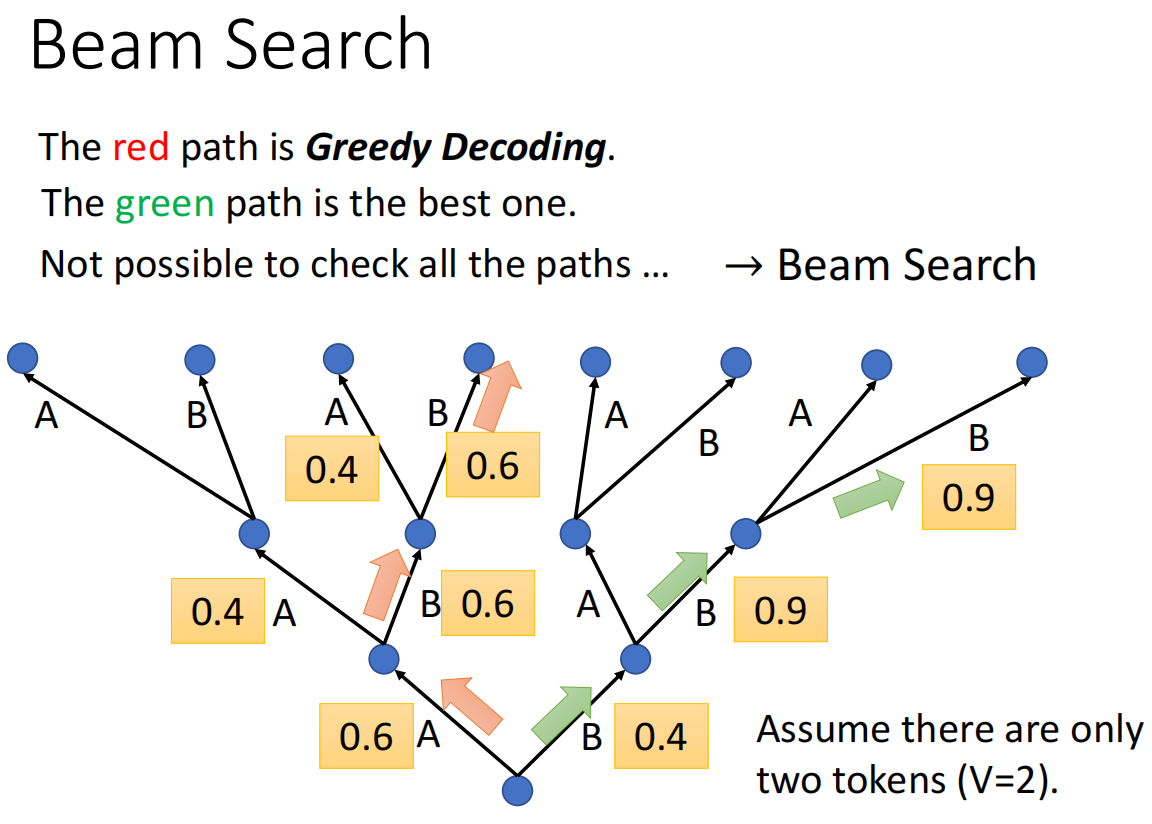 Beam Search
The red path is Greedy Decoding.
The green path is the best one.
Not possible to check all the paths … → Beam Search
A B A B A B A B
0.4 0.6 0.9
0.4 A B 0.6 A B 0.9
0.6 A B 0.4
Assume there are only
two tokens (V=2).